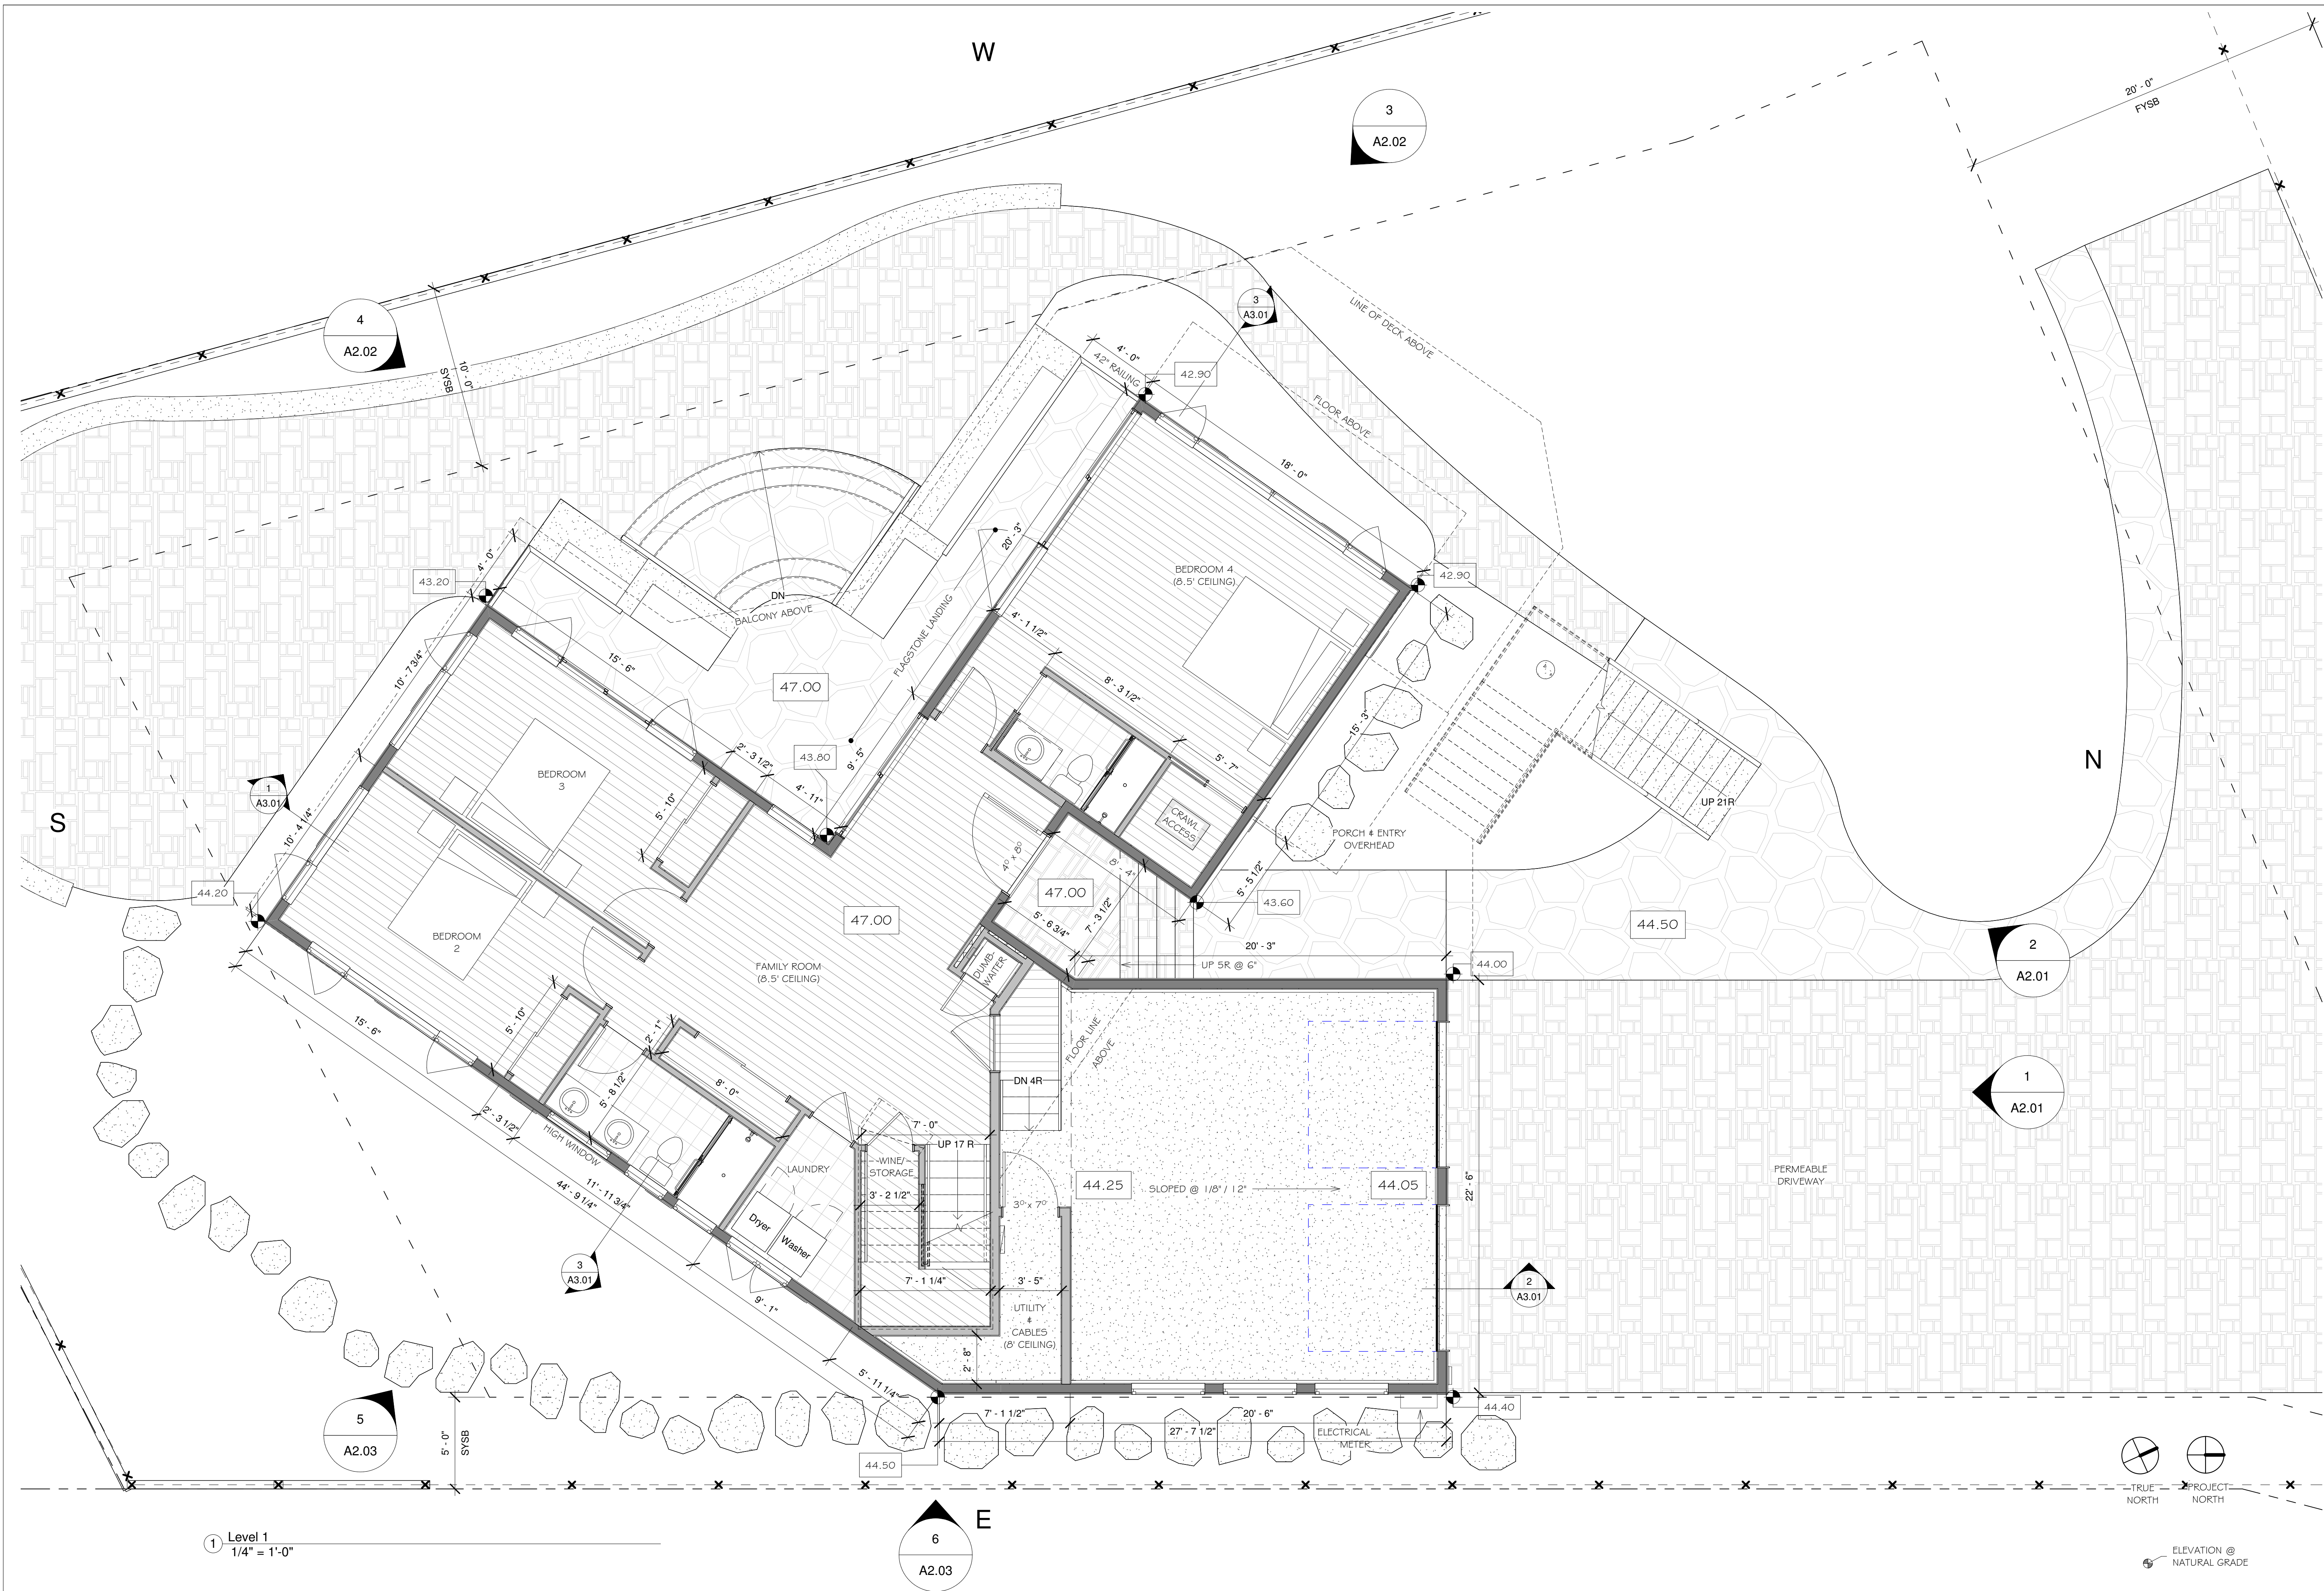 W
3
A2.02
20' - 0"
FYSB
4
A2.02
10' - 0"
SYSB
3
A3.01
LINE OF DECK ABOVE
4' - 0"
42" RAILING
42.90
FLOOR ABOVE
18' - 0"
20' - 3"
BEDROOM 4
(8.5' CEILING)
42.90
43.20
4' - 0"
DN
BALCONY ABOVE
FLAGSTONE LANDING
4' - 1 1/2"
8' - 3 1/2"
15' - 6"
10' - 7 3/4"
47.00
15' - 3"
5' - 7"
N
S
1
A3.01
BEDROOM
3
2' - 3 1/2"
43.80
9' - 5"
4' - 11"
5' - 10"
CRAWL
ACCESS
UP 21R
PORCH & ENTRY
OVERHEAD
10' - 4 1/4"
4⁰ x 8⁰
8' - 4"
5' - 5 1/2"
44.20
47.00
43.60
47.00
5' - 6 3/4"
7' - 3 1/2"
44.50
BEDROOM
2
20' - 3"
2
A2.01
FAMILY ROOM
(8.5' CEILING)
DUMB
WAITER
UP 5R @ 6"
44.00
15' - 6"
5' - 10"
2' - 1"
FLOOR LINE
ABOVE
5' - 8 1/2"
8' - 0"
DN 4R
1
A2.01
2' - 3 1/2"
HIGH WINDOW
7' - 0"
UP 17 R
LAUNDRY
WINE/
STORAGE
11' - 11 3/4"
44' - 9 1/4"
3' - 2 1/2"
44.25
SLOPED @ 1/8" / 12"
44.05
22' - 6"
PERMEABLE
DRIVEWAY
3⁰ x 7⁰
Dryer
Washer
3
A3.01
7' - 1 1/4"
3' - 5"
2
A3.01
9' - 1"
UTILITY
&
CABLES
(8' CEILING)
2' - 8"
5' - 11 1/4"
5
A2.03
5' - 0"
SYSB
7' - 1 1/2"
20' - 6"
27' - 7 1/2"
44.40
ELECTRICAL
METER
44.50
TRUE
NORTH
PROJECT
NORTH
6
A2.03
E
1
Level 1
1/4" = 1'-0"
ELEVATION @
NATURAL GRADE